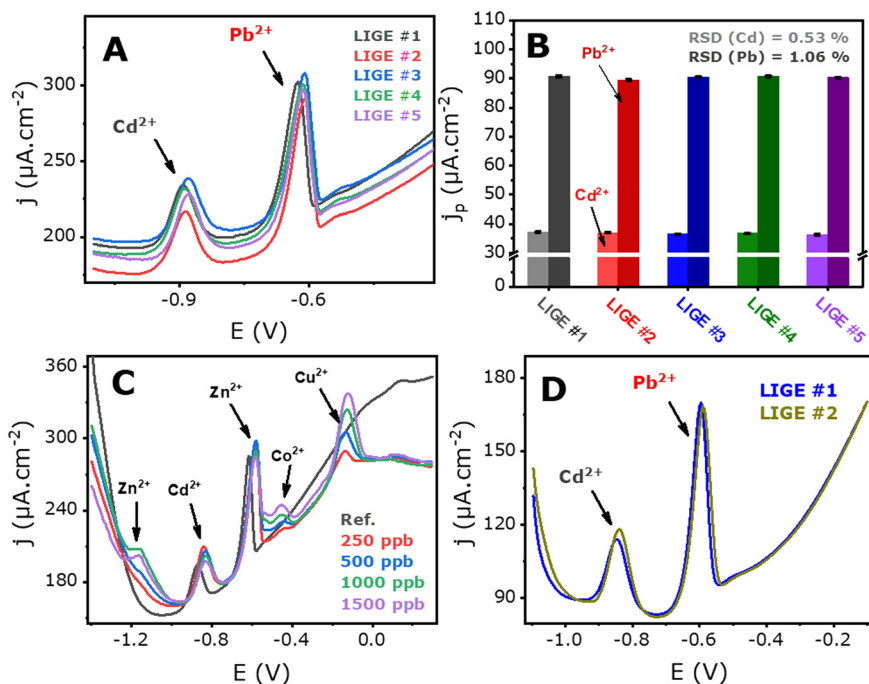 A
Pb2+
Cd2+
LIGE #1
LIGE #2
LIGE #3
LIGE #4
LIGE #5
300
250
200
j (µA.cm-2)
-0.9
-0.6
E (V)
B
RSD (Cd) = 0.53 %
RSD (Pb) = 1.06 %
Pb2+
Cd2+
110
100
90
80
70
60
50
40
30
0
jp (µA.cm-2)
LIGE #1
LIGE #2
LIGE #3
LIGE #4
LIGE #5
C
Zn2+
Cd2+
Zn2+
Co2+
Cu2+
Ref.
250 ppb
500 ppb
1000 ppb
1500 ppb
360
300
240
180
j (µA.cm-2)
-1.2
-0.8
-0.4
0.0
E (V)
D
Pb2+
Cd2+
LIGE #1
LIGE #2
170
140
110
90
j (µA.cm-2)
-1.0
-0.8
-0.6
-0.4
-0.2
E (V)